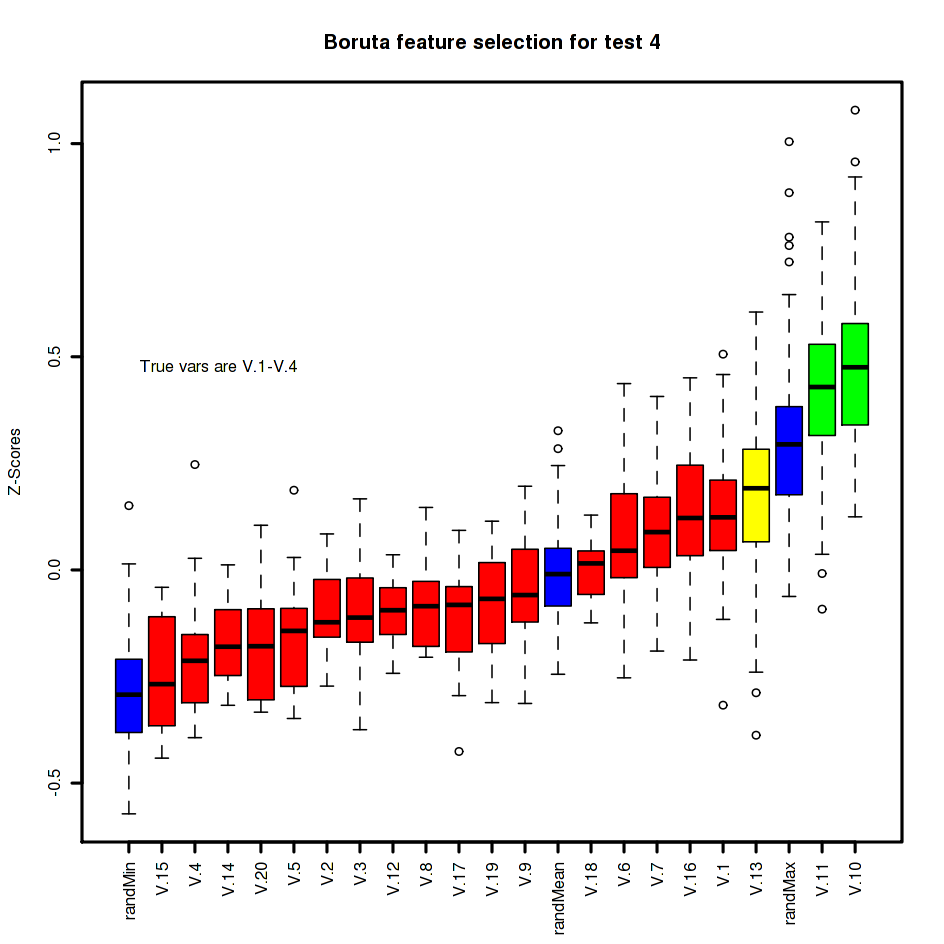 Boruta feature selection for test 4
Z-Scores
1.0
0.5
0.0
-0.5
True vars are V.1-V.4
randMin
V.15
V.4
V.14
V.20
V.5
V.2
V.3
V.12
V.8
V.17
V.19
V.9
randMean
V.18
V.6
V.7
V.16
V.1
V.13
randMax
V.11
V.10